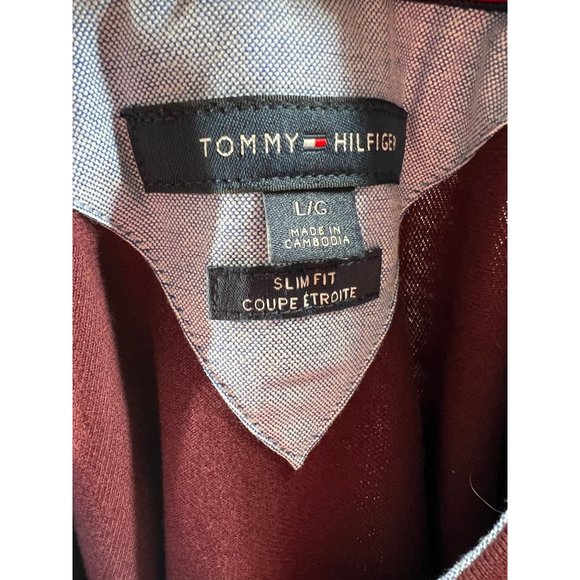 TOMMY HILFIGER
L/G
MADE IN
CAMBODIA
SLIM FIT
COUPE ÉTROITE